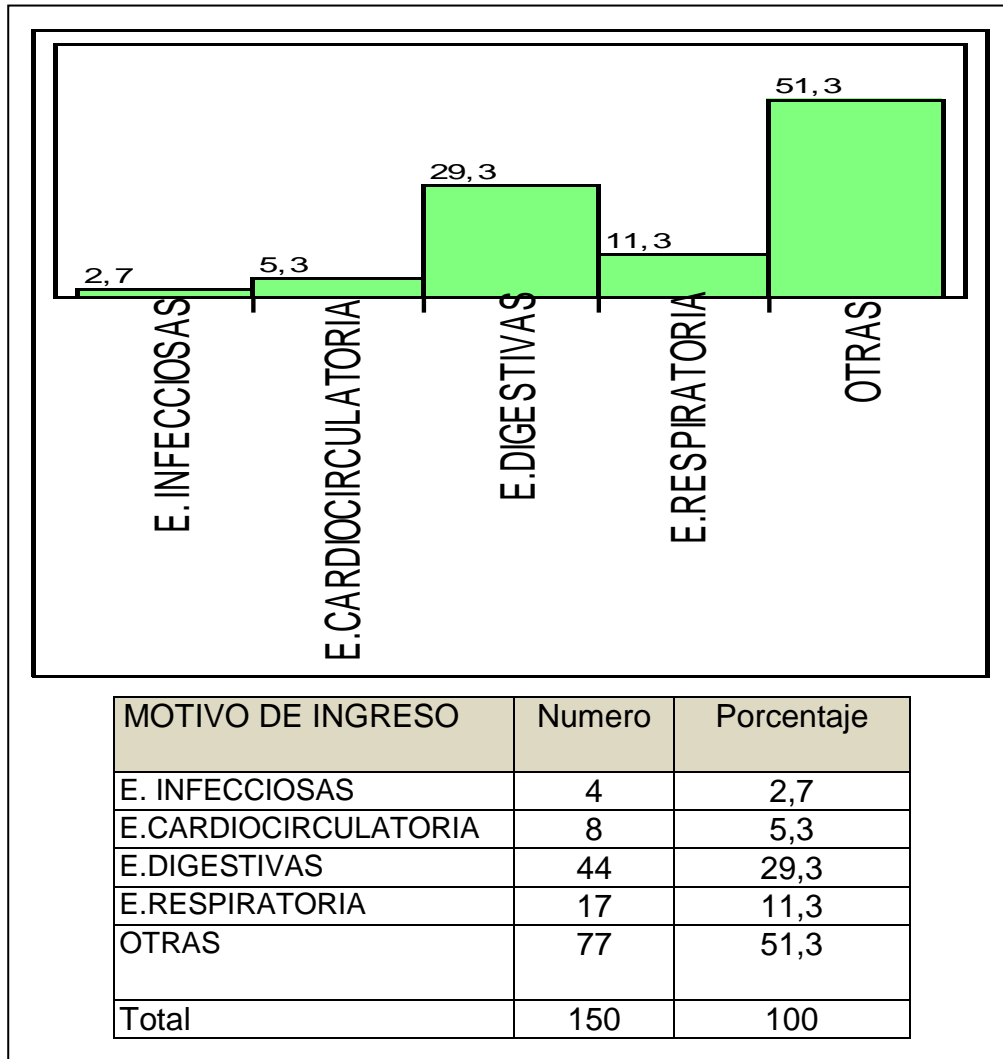 51,3
29,3
11,3
5,3
2,7
E. INFECCIOSAS
E.CARDIOCIRCULATORIA
E.DIGESTIVAS
E.RESPIRATORIA
OTRAS
MOTIVO DE INGRESO Numero Porcentaje
E. INFECCIOSAS 4 2,7
E.CARDIOCIRCULATORIA 8 5,3
E.DIGESTIVAS 44 29,3
E.RESPIRATORIA 17 11,3
OTRAS 77 51,3
Total 150 100